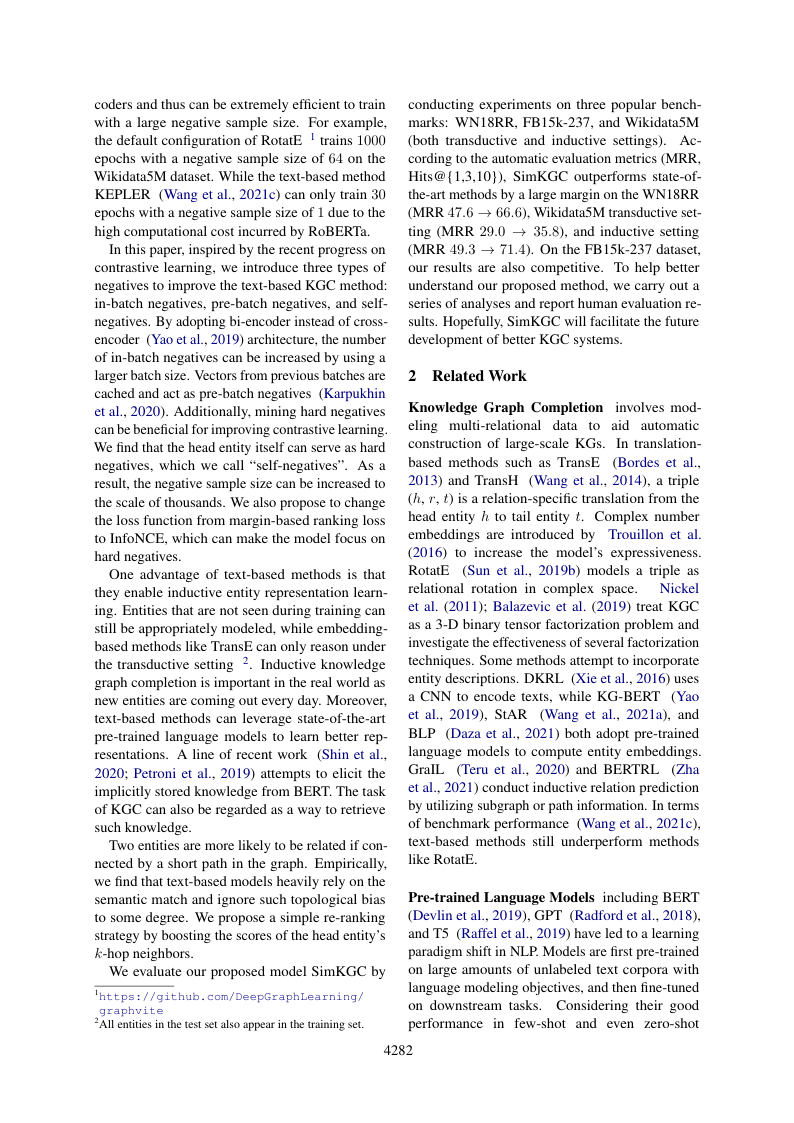 coders and thus can be extremely efficient to train
with a large negative sample size. For example,
the default configuration of RotatE 1 trains 1000
epochs with a negative sample size of 64 on the
Wikidata5M dataset. While the text-based method
KEPLER (Wang et al., 2021c) can only train 30
epochs with a negative sample size of 1 due to the
high computational cost incurred by RoBERTa.
In this paper, inspired by the recent progress on
contrastive learning, we introduce three types of
negatives to improve the text-based KGC method:
in-batch negatives, pre-batch negatives, and self-
negatives. By adopting bi-encoder instead of cross-
encoder (Yao et al., 2019) architecture, the number
of in-batch negatives can be increased by using a
larger batch size. Vectors from previous batches are
cached and act as pre-batch negatives (Karpukhin
et al., 2020). Additionally, mining hard negatives
can be beneficial for improving contrastive learning.
We find that the head entity itself can serve as hard
negatives, which we call “self-negatives”. As a
result, the negative sample size can be increased to
the scale of thousands. We also propose to change
the loss function from margin-based ranking loss
to InfoNCE, which can make the model focus on
hard negatives.
One advantage of text-based methods is that
they enable inductive entity representation learn-
ing. Entities that are not seen during training can
still be appropriately modeled, while embedding-
based methods like TransE can only reason under
the transductive setting 2. Inductive knowledge
graph completion is important in the real world as
new entities are coming out every day. Moreover,
text-based methods can leverage state-of-the-art
pre-trained language models to learn better rep-
resentations. A line of recent work (Shin et al.,
2020; Petroni et al., 2019) attempts to elicit the
implicitly stored knowledge from BERT. The task
of KGC can also be regarded as a way to retrieve
such knowledge.
Two entities are more likely to be related if con-
nected by a short path in the graph. Empirically,
we find that text-based models heavily rely on the
semantic match and ignore such topological bias
to some degree. We propose a simple re-ranking
strategy by boosting the scores of the head entity’s
k-hop neighbors.
We evaluate our proposed model SimKGC by
1https://github.com/DeepGraphLearning/
graphvite
2All entities in the test set also appear in the training set.
conducting experiments on three popular bench-
marks: WN18RR, FB15k-237, and Wikidata5M
(both transductive and inductive settings). Ac-
cording to the automatic evaluation metrics (MRR,
Hits@{1,3,10}), SimKGC outperforms state-of-
the-art methods by a large margin on the WN18RR
(MRR 47.6 → 66.6), Wikidata5M transductive set-
ting (MRR 29.0 → 35.8), and inductive setting
(MRR 49.3 → 71.4). On the FB15k-237 dataset,
our results are also competitive. To help better
understand our proposed method, we carry out a
series of analyses and report human evaluation re-
sults. Hopefully, SimKGC will facilitate the future
development of better KGC systems.
2 Related Work
Knowledge Graph Completion involves mod-
eling multi-relational data to aid automatic
construction of large-scale KGs. In translation-
based methods such as TransE (Bordes et al.,
2013) and TransH (Wang et al., 2014), a triple
(h, r, t) is a relation-specific translation from the
head entity h to tail entity t. Complex number
embeddings are introduced by Trouillon et al.
(2016) to increase the model’s expressiveness.
RotatE (Sun et al., 2019b) models a triple as
relational rotation in complex space. Nickel
et al. (2011); Balazevic et al. (2019) treat KGC
as a 3-D binary tensor factorization problem and
investigate the effectiveness of several factorization
techniques. Some methods attempt to incorporate
entity descriptions. DKRL (Xie et al., 2016) uses
a CNN to encode texts, while KG-BERT (Yao
et al., 2019), StAR (Wang et al., 2021a), and
BLP (Daza et al., 2021) both adopt pre-trained
language models to compute entity embeddings.
GraIL (Teru et al., 2020) and BERTRL (Zha
et al., 2021) conduct inductive relation prediction
by utilizing subgraph or path information. In terms
of benchmark performance (Wang et al., 2021c),
text-based methods still underperform methods
like RotatE.
Pre-trained Language Models including BERT
(Devlin et al., 2019), GPT (Radford et al., 2018),
and T5 (Raffel et al., 2019) have led to a learning
paradigm shift in NLP. Models are first pre-trained
on large amounts of unlabeled text corpora with
language modeling objectives, and then fine-tuned
on downstream tasks. Considering their good
performance in few-shot and even zero-shot
4282